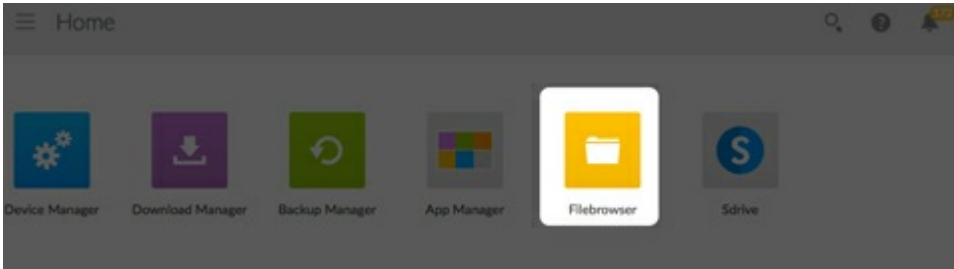 Home
Device Manager
Download Manager
Backup Manager
App Manager
Filebrowser
S
Sdrive